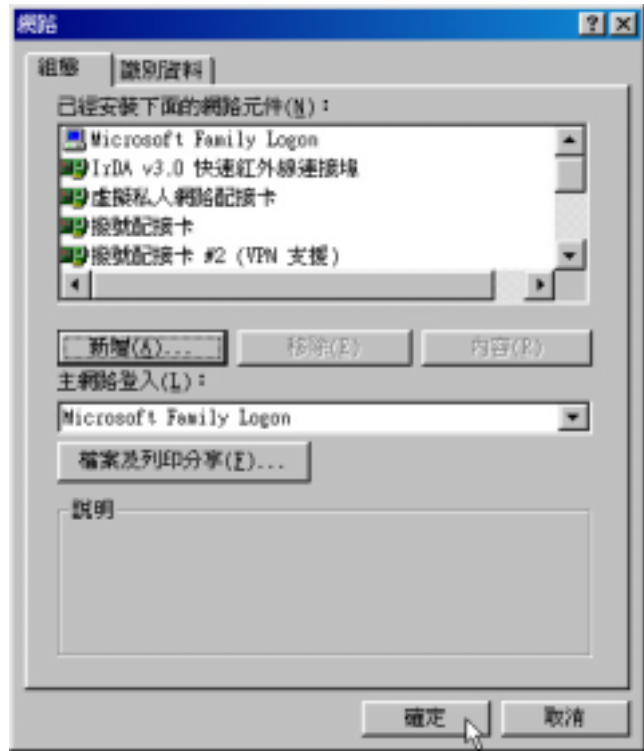 網路
組態 識別資料
已經安裝下面的網路元件(N)：
Microsoft Family Logon
IrDA v3.0 快速紅外線連接埠
虛擬私人網路配接卡
撥號配接卡
撥號配接卡 #2 (VPN 支援)
新增(A)... 移除(E) 內容(R)
主網路登入(L)：
Microsoft Family Logon
檔案及列印分享(F)...
說明
確定 取消